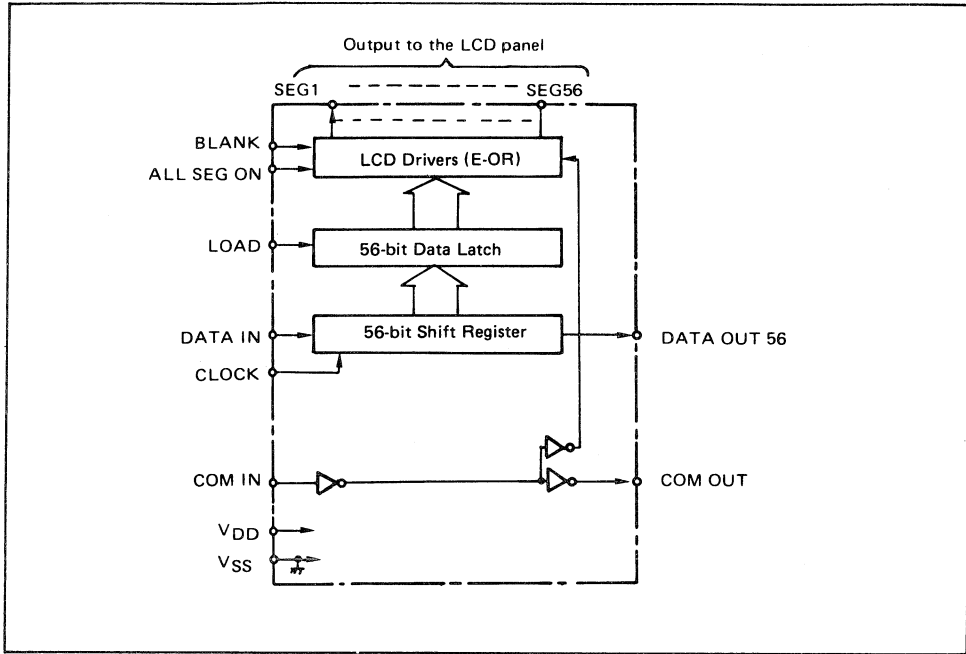 Output to the LCD panel
SEG1 SEG56
BLANK
LCD Drivers (E-OR)
ALL SEG ON
LOAD
56-bit Data Latch
DATA IN
56-bit Shift Register
DATA OUT 56
CLOCK
COM IN
COM OUT
VDD
VSS